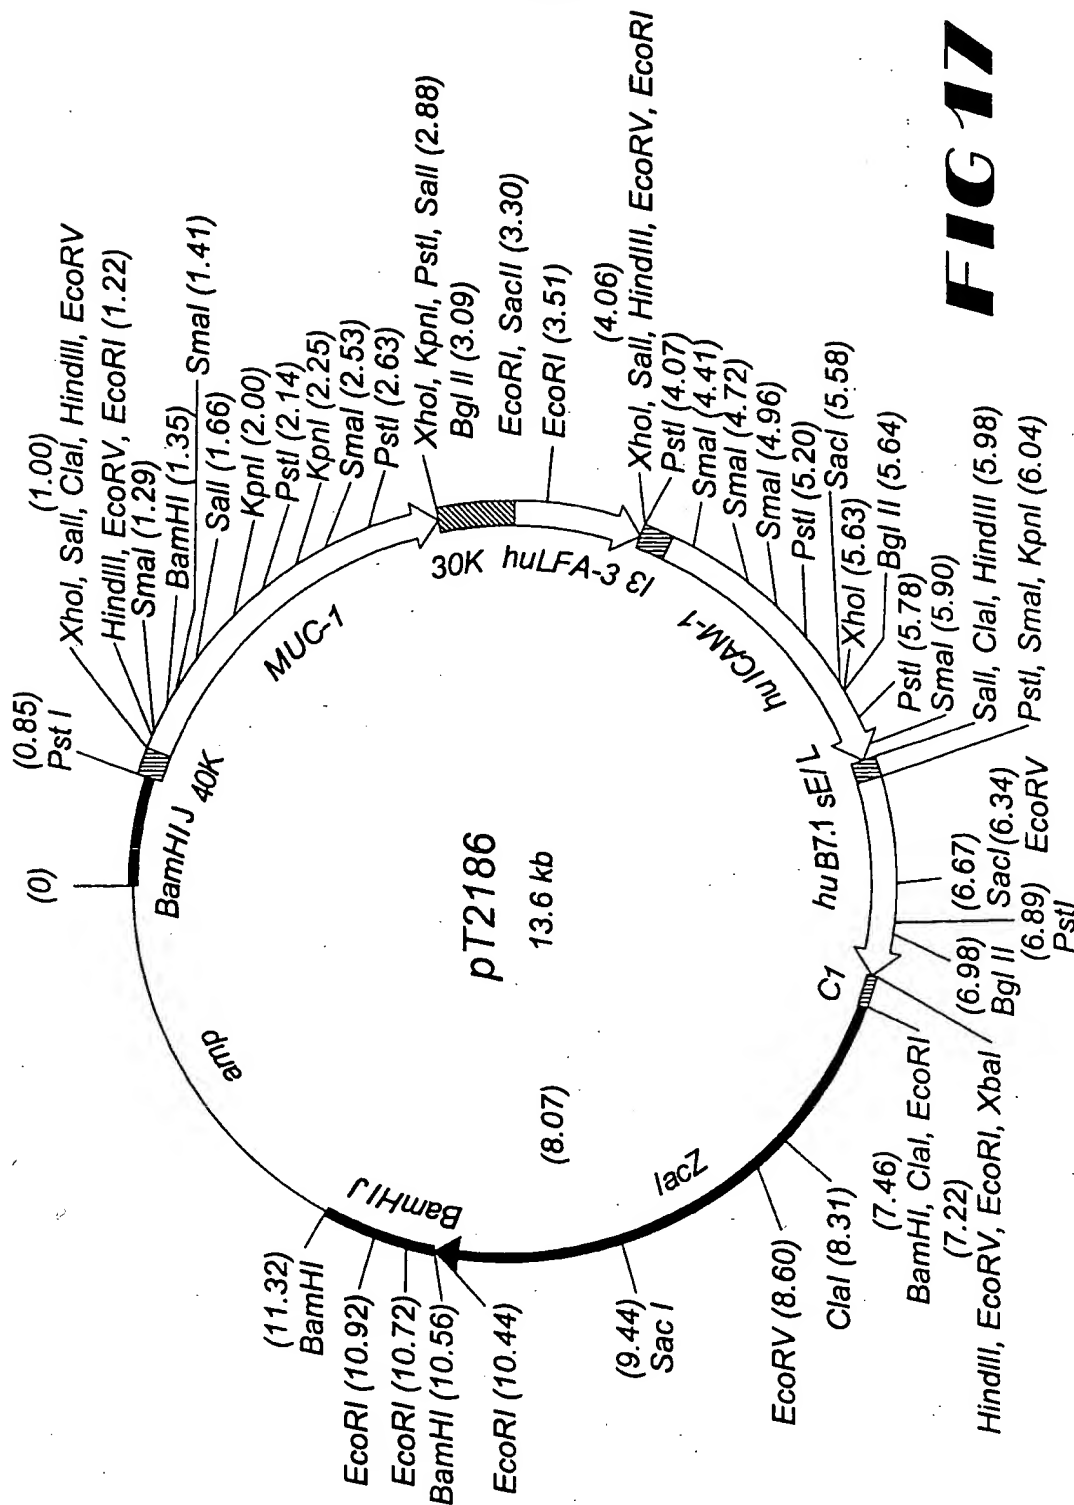 (0)
(0.85)
Pst I
(1.00)
XhoI, SalI, ClaI, HindIII, EcoRV
HindIII, EcoRV, EcoRI (1.22)
SmaI (1.29)
BamHI (1.35)
SmaI (1.41)
SalI (1.66)
KpnI (2.00)
PstI (2.14)
KpnI (2.25)
SmaI (2.53)
PstI (2.63)
XhoI, KpnI, PstI, SalI (2.88)
Bgl II (3.09)
EcoRI, SacII (3.30)
EcoRI (3.51)
(4.06)
XhoI, SalI, HindIII, EcoRV, EcoRI
PstI (4.07)
SmaI (4.41)
SmaI (4.72)
SmaI (4.96)
PstI (5.20)
SacI (5.58)
XhoI (5.63)
Bgl II (5.64)
PstI (5.78)
SmaI (5.90)
SalI, ClaI, HindIII (5.98)
PstI, SmaI, KpnI (6.04)
(6.34)
EcoRV
(6.67)
SacI
(6.89)
PstI
(6.98)
Bgl II
(7.22)
HindIII, EcoRV, EcoRI, XbaI
(7.46)
BamHI, ClaI, EcoRI
ClaI (8.31)
EcoRV (8.60)
(9.44)
Sac I
EcoRI (10.44)
BamHI (10.56)
EcoRI (10.72)
EcoRI (10.92)
(11.32)
BamHI
BamHI J
40K
MUC-1
30K
huLFA-3
I3
huICAM-1
sE/L
huB7.1
C1
lacZ
BamHI J
amp
pT2186
13.6 kb
(8.07)
FIG 17